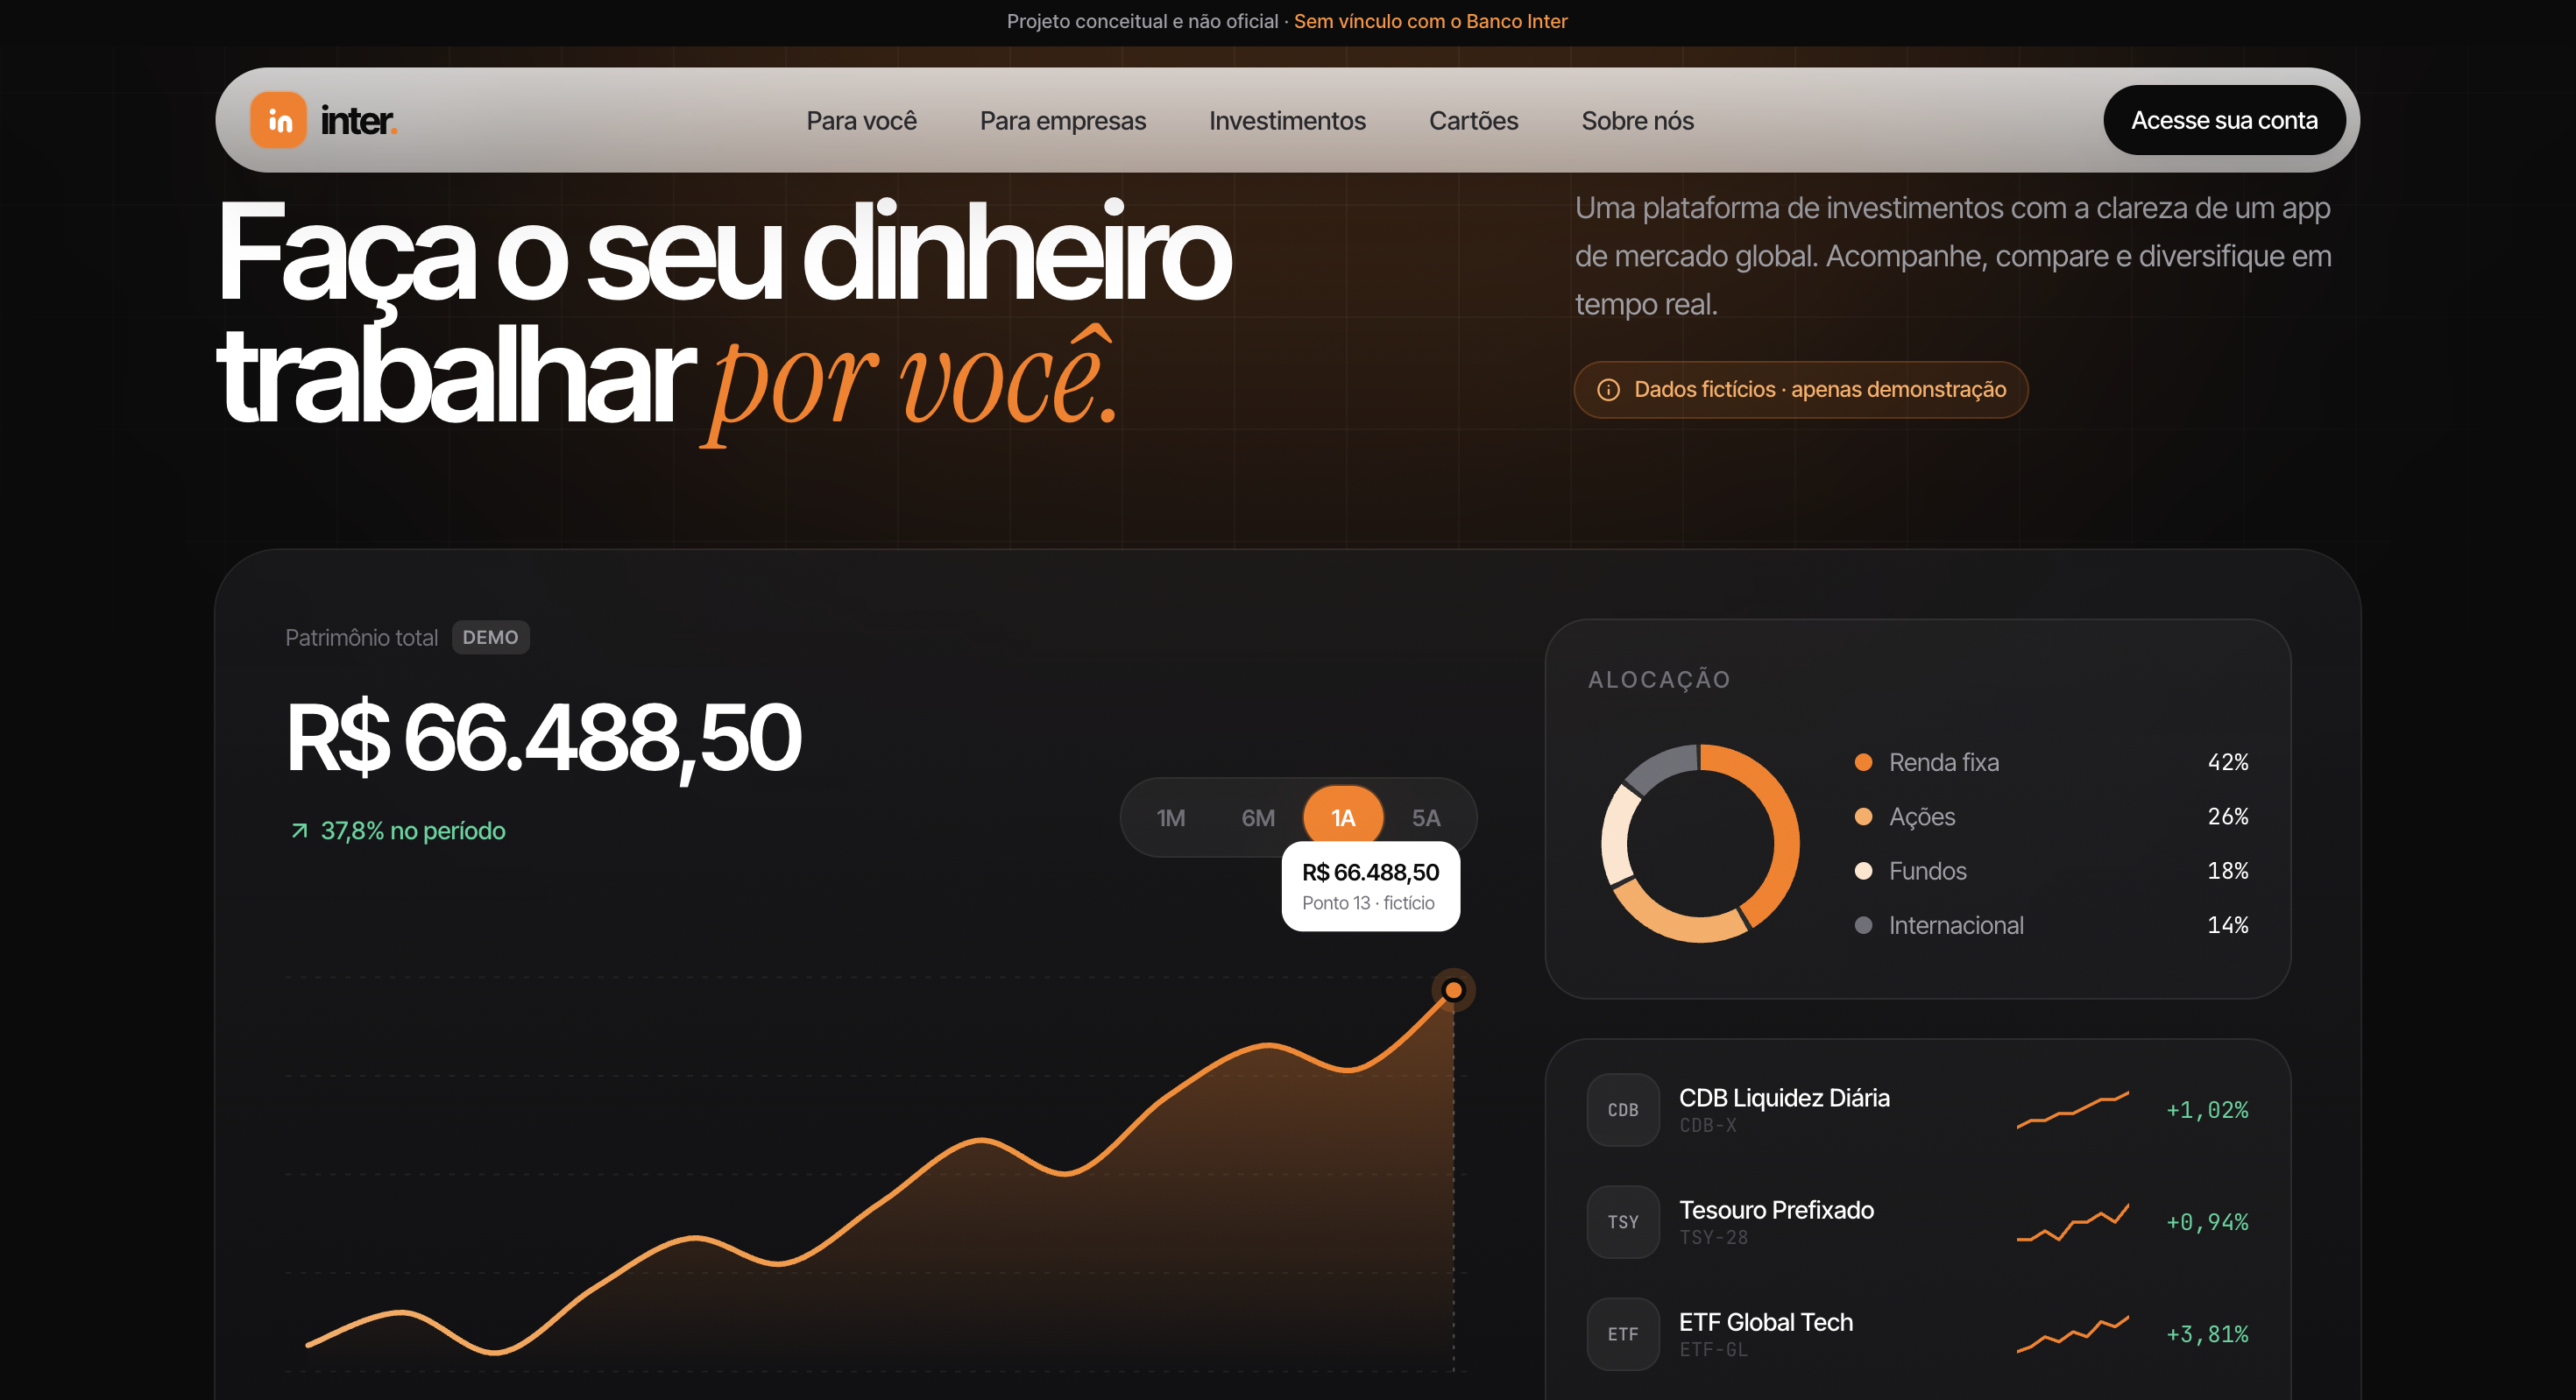 Projeto conceitual e não oficial · Sem vínculo com o Banco Inter
in inter.
Para você
Para empresas
Investimentos
Cartões
Sobre nós
Acesse sua conta
Faça o seu dinheiro
trabalhar por você.
Uma plataforma de investimentos com a clareza de um app
de mercado global. Acompanhe, compare e diversifique em
tempo real.
Dados fictícios · apenas demonstração
Patrimônio total DEMO
R$ 66.488,50
37,8% no período
1M 6M 1A 5A
R$ 66.488,50
Ponto 13 · fictício
ALOCAÇÃO
Renda fixa 42%
Ações 26%
Fundos 18%
Internacional 14%
CDB CDB Liquidez Diária +1,02%
CDB-X
TSY Tesouro Prefixado +0,94%
TSY-28
ETF ETF Global Tech +3,81%
ETF-GL